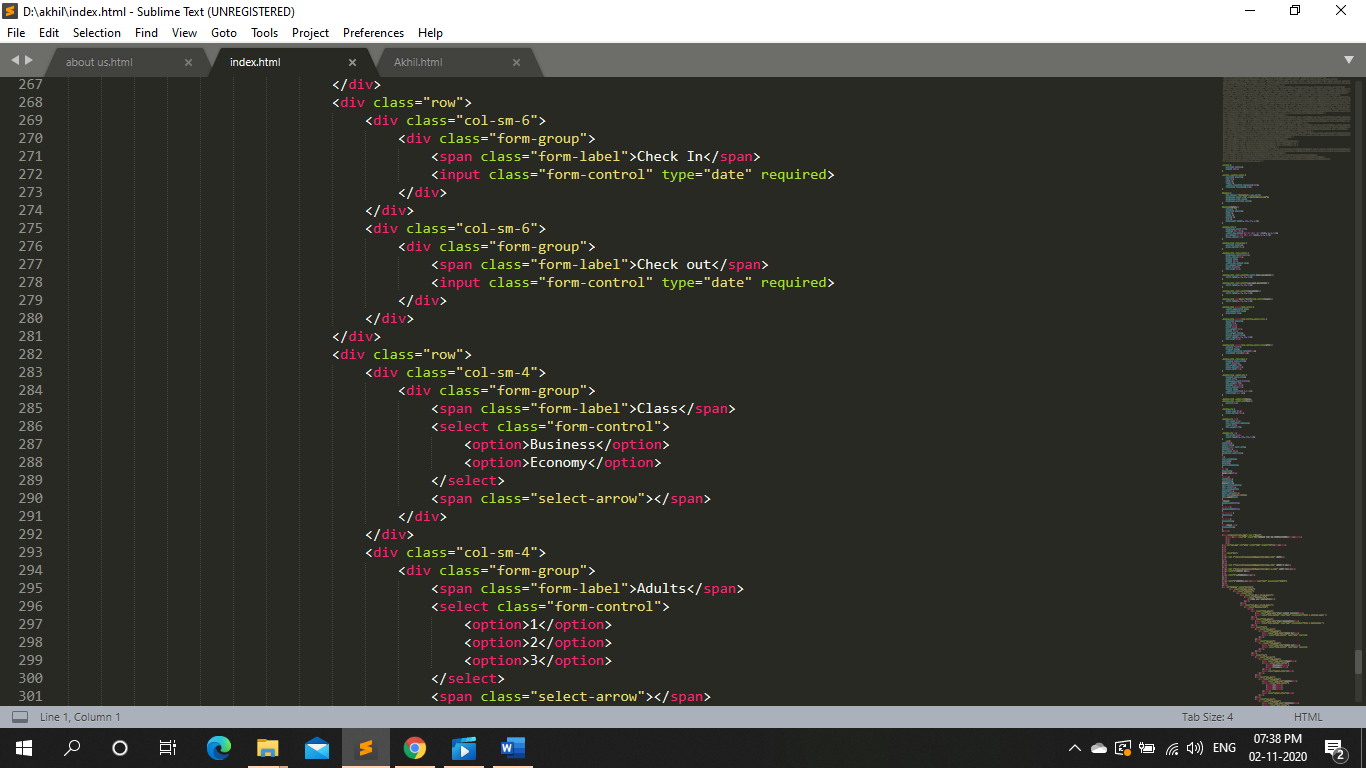 D:\akhil\index.html - Sublime Text (UNREGISTERED)
File Edit Selection Find View Goto Tools Project Preferences Help
about us.html index.html Akhil.html
267 </div>
268 <div class="row">
269 <div class="col-sm-6">
270 <div class="form-group">
271 <span class="form-label">Check In</span>
272 <input class="form-control" type="date" required>
273 </div>
274 </div>
275 <div class="col-sm-6">
276 <div class="form-group">
277 <span class="form-label">Check out</span>
278 <input class="form-control" type="date" required>
279 </div>
280 </div>
281 </div>
282 <div class="row">
283 <div class="col-sm-4">
284 <div class="form-group">
285 <span class="form-label">Class</span>
286 <select class="form-control">
287 <option>Business</option>
288 <option>Economy</option>
289 </select>
290 <span class="select-arrow"></span>
291 </div>
292 </div>
293 <div class="col-sm-4">
294 <div class="form-group">
295 <span class="form-label">Adults</span>
296 <select class="form-control">
297 <option>1</option>
298 <option>2</option>
299 <option>3</option>
300 </select>
301 <span class="select-arrow"></span>
Line 1, Column 1 Tab Size: 4 HTML
ENG 07:38 PM
02-11-2020 2